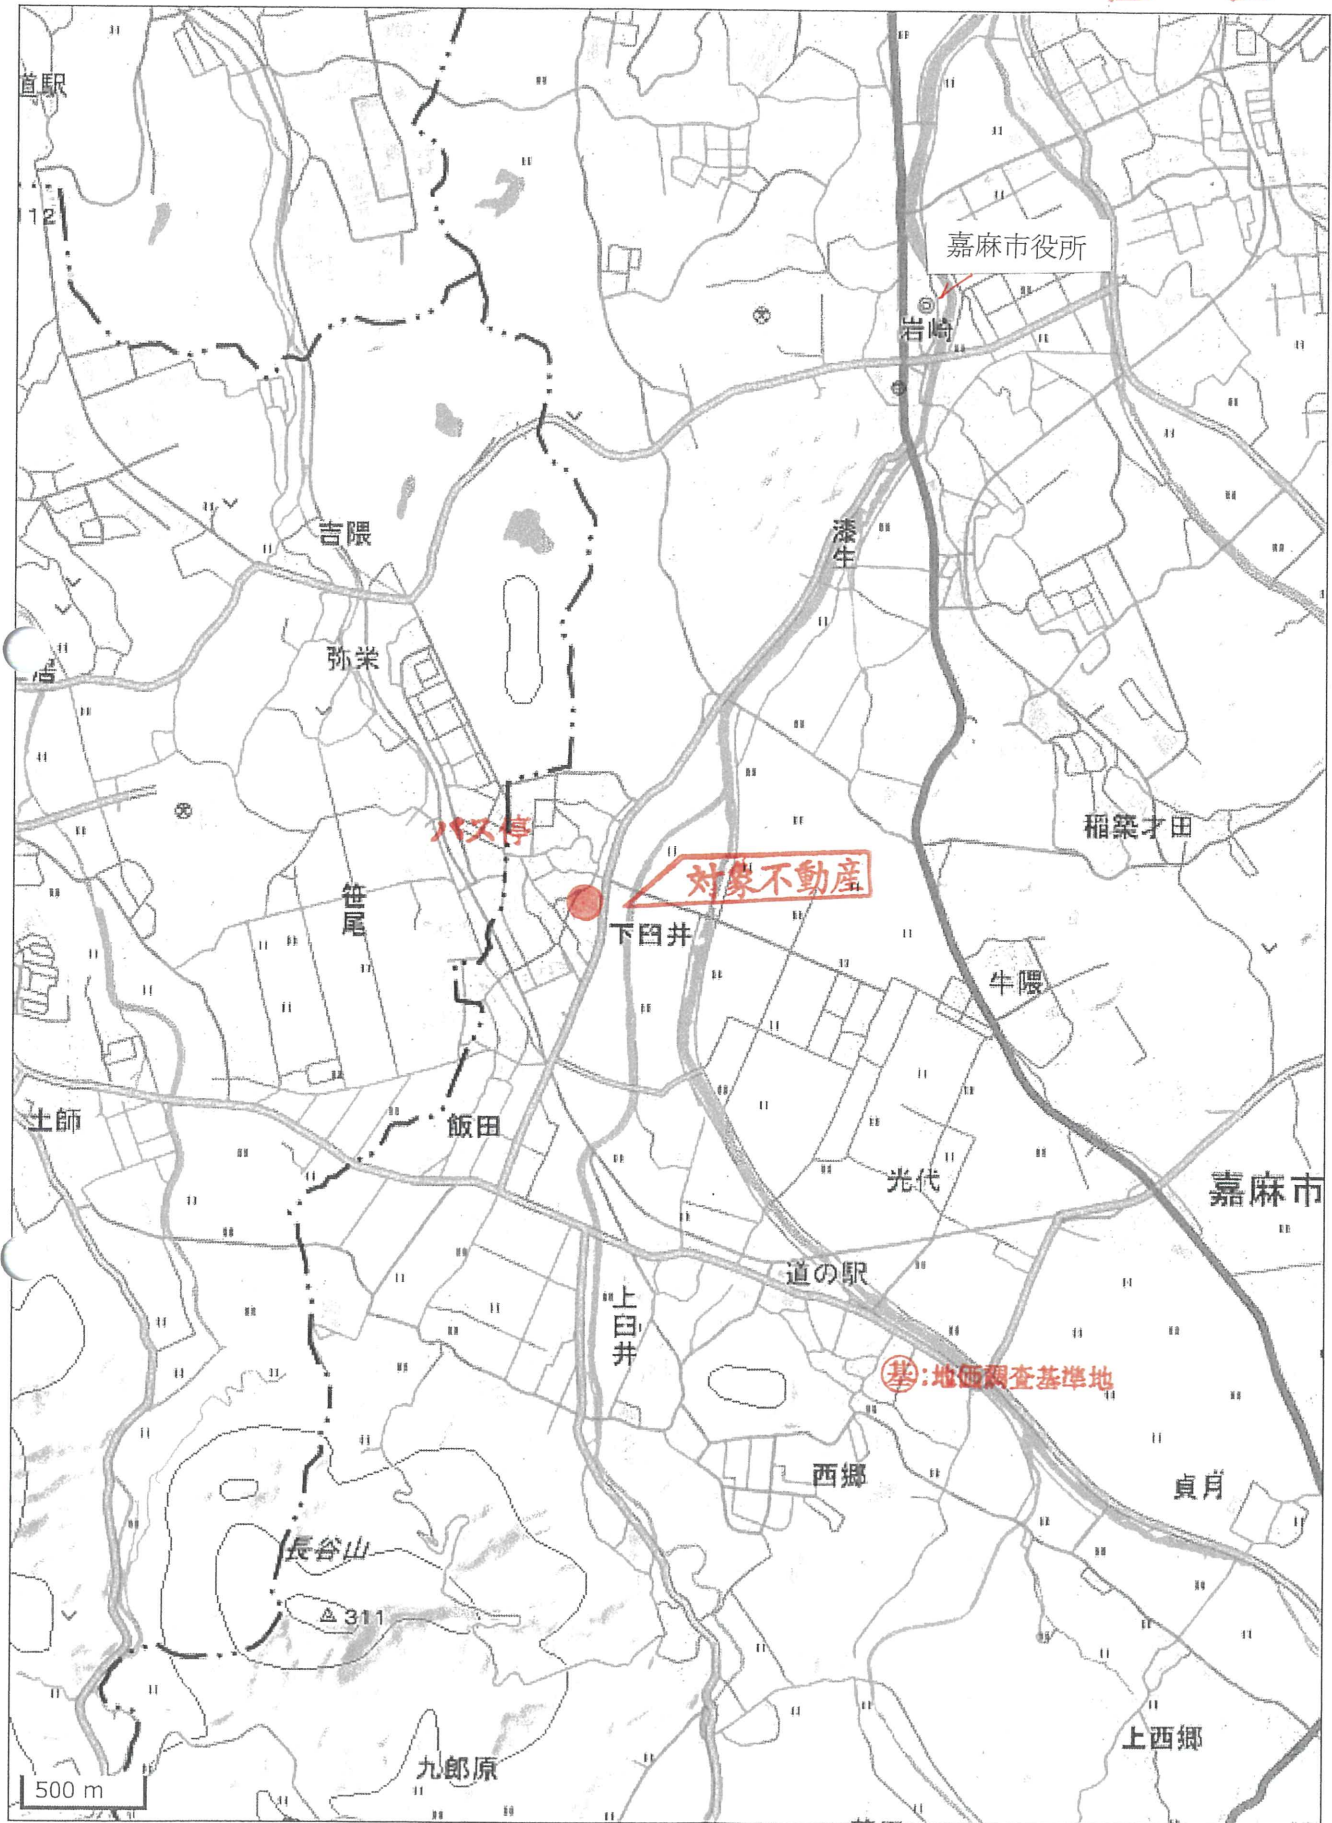 道駅
112
嘉麻市役所
岩崎
吉隈
漆生
弥栄
バス停
稲築才田
対象不動産
笹尾
下臼井
牛隈
土師
飯田
光代
嘉麻市
道の駅
上臼井
基:地価調査基準地
西郷
貞月
長谷山
311
上西郷
九郎原
500 m